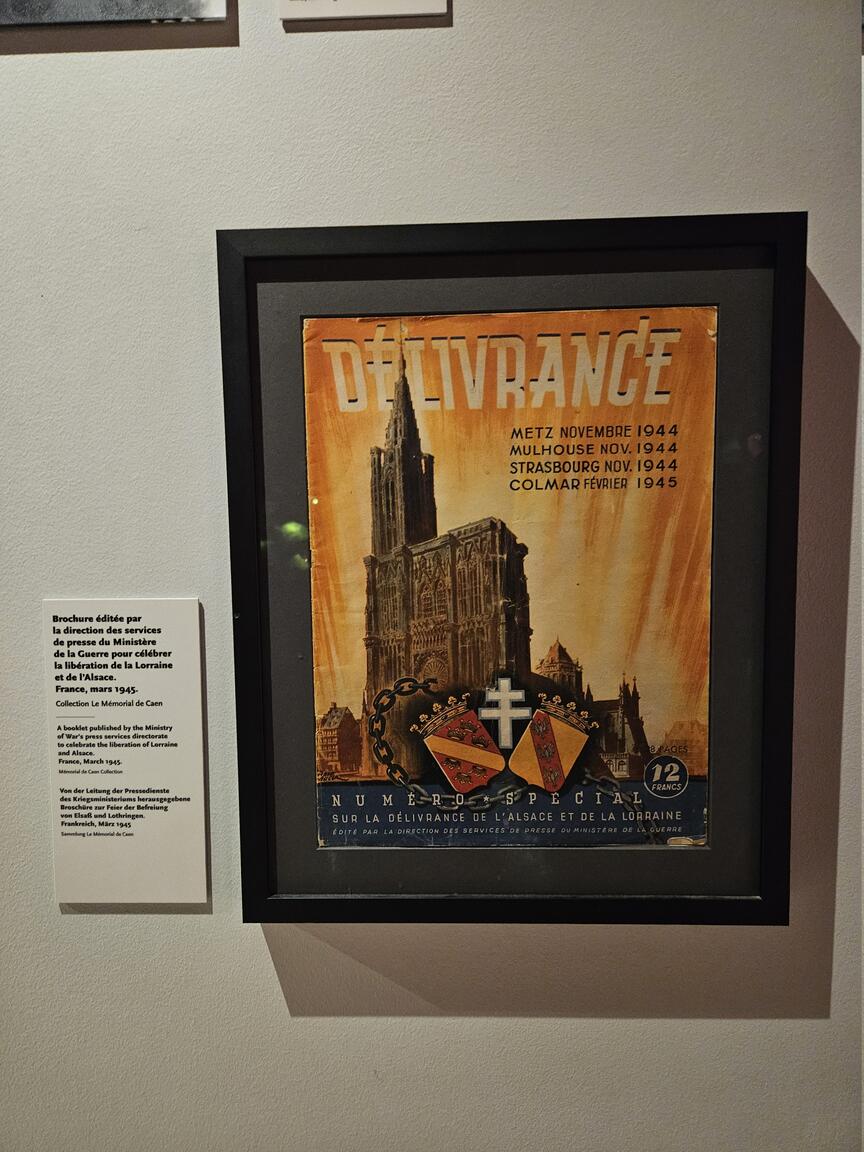 DÉLIVRANCE
METZ NOVEMBRE 1944
MULHOUSE NOV. 1944
STRASBOURG NOV. 1944
COLMAR FÉVRIER 1945
PAGES
12
FRANCS
NUMÉRO ★ SPÉCIAL
SUR LA DÉLIVRANCE DE L'ALSACE ET DE LA LORRAINE
ÉDITÉ PAR LA DIRECTION DES SERVICES DE PRESSE DU MINISTÈRE DE LA GUERRE
Brochure éditée par
la direction des services
de presse du Ministère
de la Guerre pour célébrer
la libération de la Lorraine
et de l'Alsace.
France, mars 1945.
Collection Le Mémorial de Caen
A booklet published by the Ministry
of War's press services directorate
to celebrate the liberation of Lorraine
and Alsace.
France, March 1945.
Mémorial de Caen Collection
Von der Leitung der Pressedienste
des Kriegsministeriums herausgegebene
Broschüre zur Feier der Befreiung
von Elsaß und Lothringen.
Frankreich, März 1945
Sammlung Le Mémorial de Caen